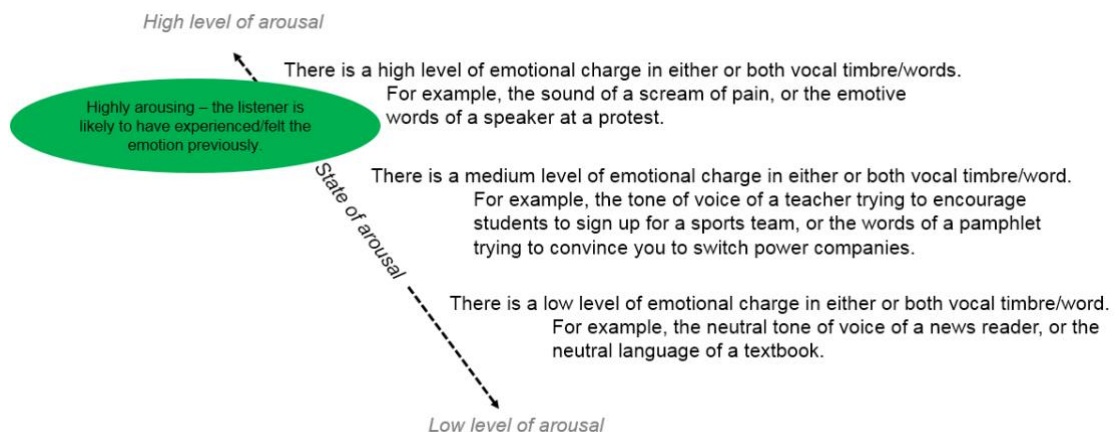 High level of arousal
There is a high level of emotional charge in either or both vocal timbre/words.
For example, the sound of a scream of pain, or the emotive
words of a speaker at a protest.
Highly arousing – the listener is
likely to have experienced/felt the
emotion previously.
State of arousal
There is a medium level of emotional charge in either or both vocal timbre/word.
For example, the tone of voice of a teacher trying to encourage
students to sign up for a sports team, or the words of a pamphlet
trying to convince you to switch power companies.
There is a low level of emotional charge in either or both vocal timbre/word.
For example, the neutral tone of voice of a news reader, or the
neutral language of a textbook.
Low level of arousal